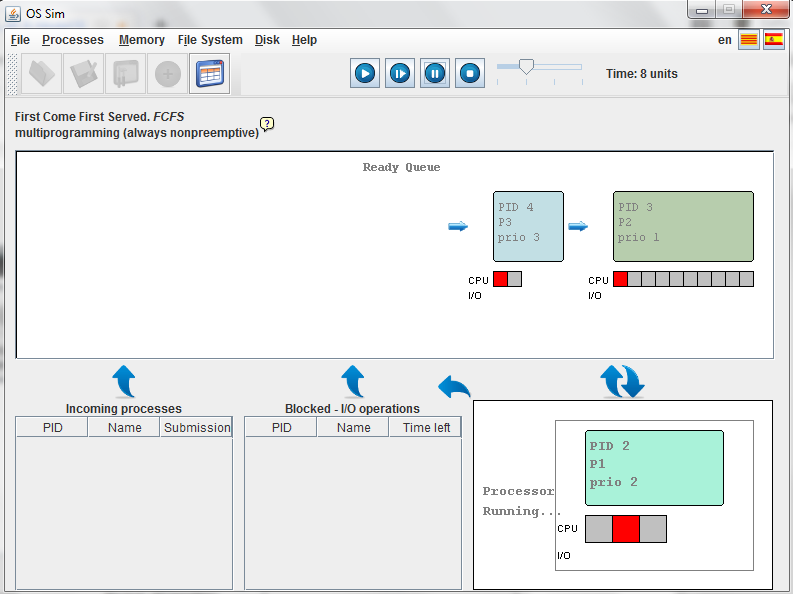 OS Sim
File Processes Memory File System Disk Help
en
Time: 8 units
First Come First Served. FCFS
multiprogramming (always nonpreemptive)
?
Ready Queue
PID 4
P3
prio 3
CPU
I/O
PID 3
P2
prio 1
CPU
I/O
Incoming processes
PID Name Submission
Blocked - I/O operations
PID Name Time left
Processor
Running...
PID 2
P1
prio 2
CPU
I/O